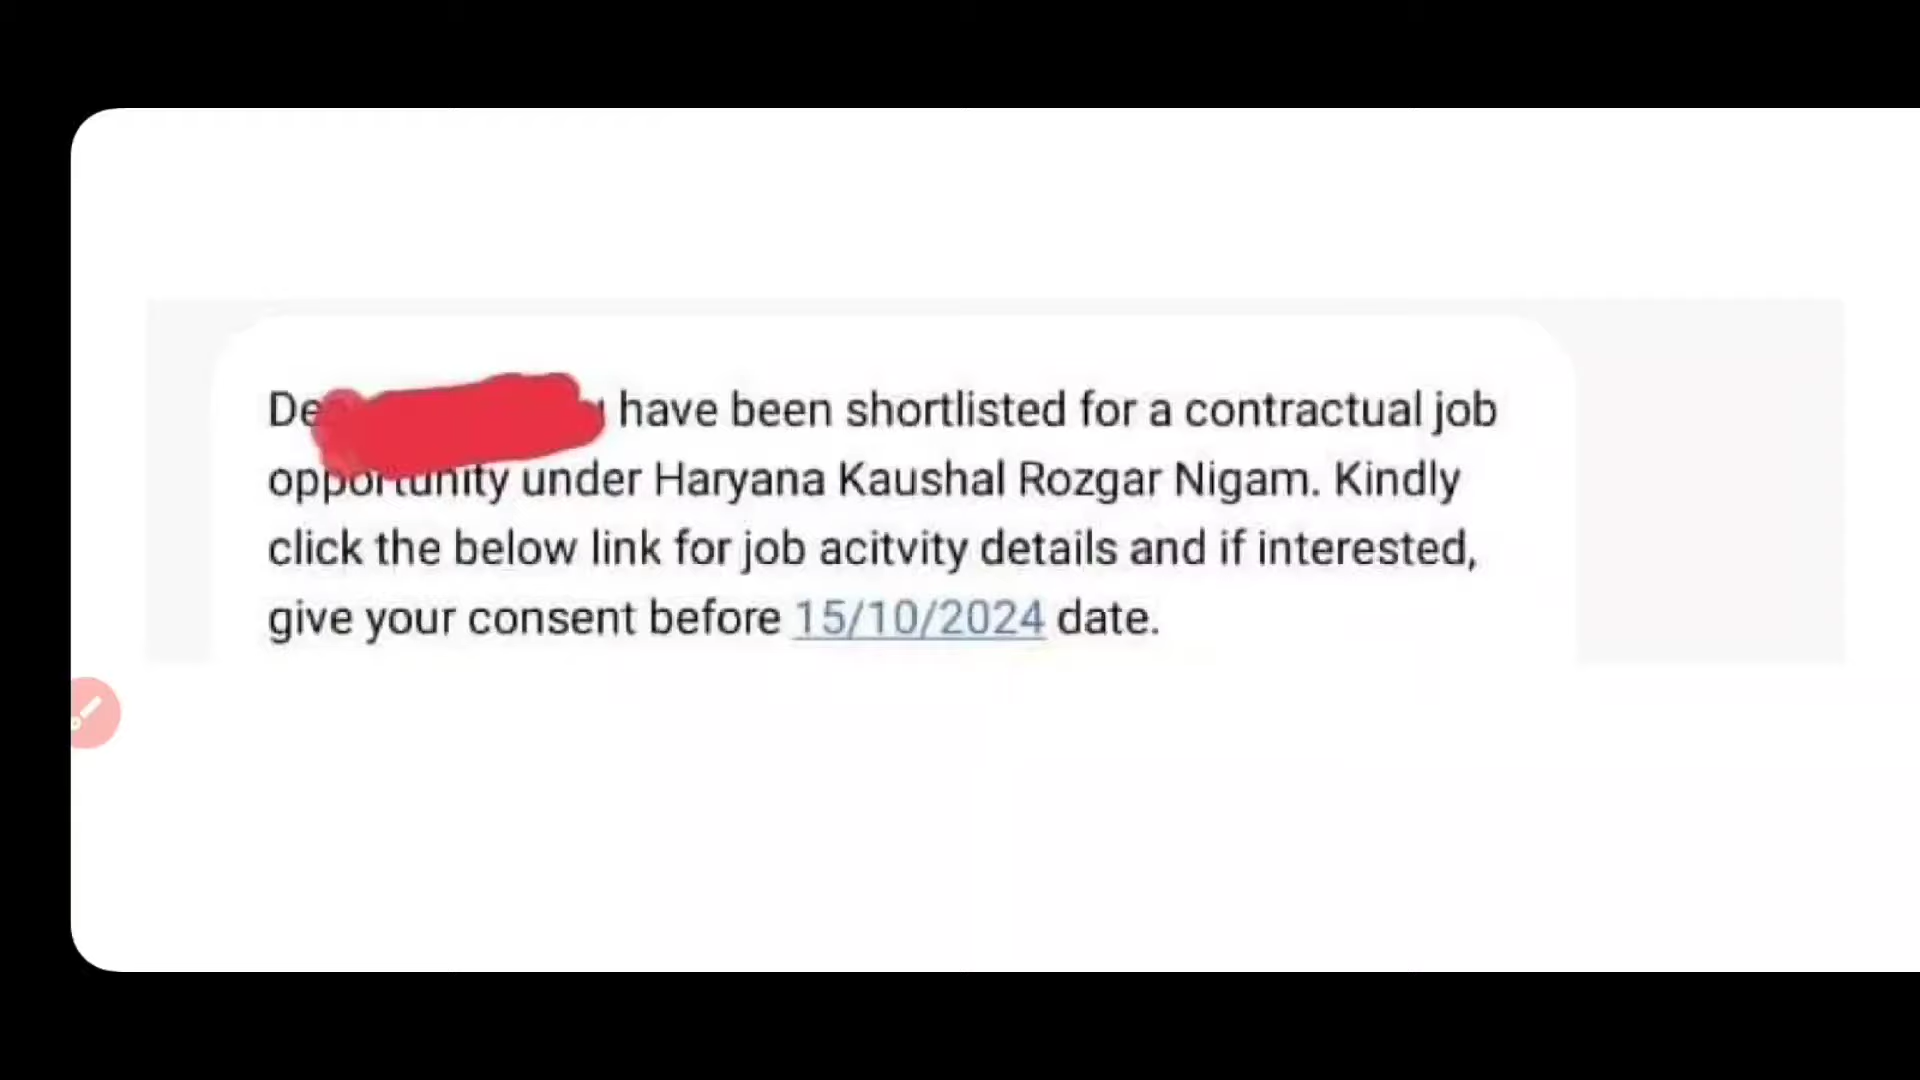 have been shortlisted for a contractual job
opportunity under Haryana Kaushal Rozgar Nigam. Kindly
click the below link for job acitvity details and if interested,
give your consent before 15/10/2024 date.